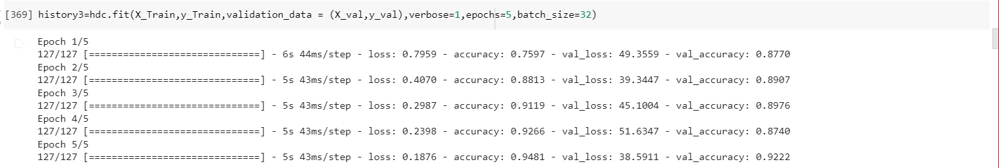 [369] history3=hdc.fit(X_Train,y_Train,validation_data = (X_val,y_val),verbose=1,epochs=5,batch_size=32)
Epoch 1/5
127/127 [==============================] - 6s 44ms/step - loss: 0.7959 - accuracy: 0.7597 - val_loss: 49.3559 - val_accuracy: 0.8770
Epoch 2/5
127/127 [==============================] - 5s 43ms/step - loss: 0.4070 - accuracy: 0.8813 - val_loss: 39.3447 - val_accuracy: 0.8907
Epoch 3/5
127/127 [==============================] - 5s 43ms/step - loss: 0.2987 - accuracy: 0.9119 - val_loss: 45.1004 - val_accuracy: 0.8976
Epoch 4/5
127/127 [==============================] - 5s 43ms/step - loss: 0.2398 - accuracy: 0.9266 - val_loss: 51.6347 - val_accuracy: 0.8740
Epoch 5/5
127/127 [==============================] - 5s 43ms/step - loss: 0.1876 - accuracy: 0.9481 - val_loss: 38.5911 - val_accuracy: 0.9222